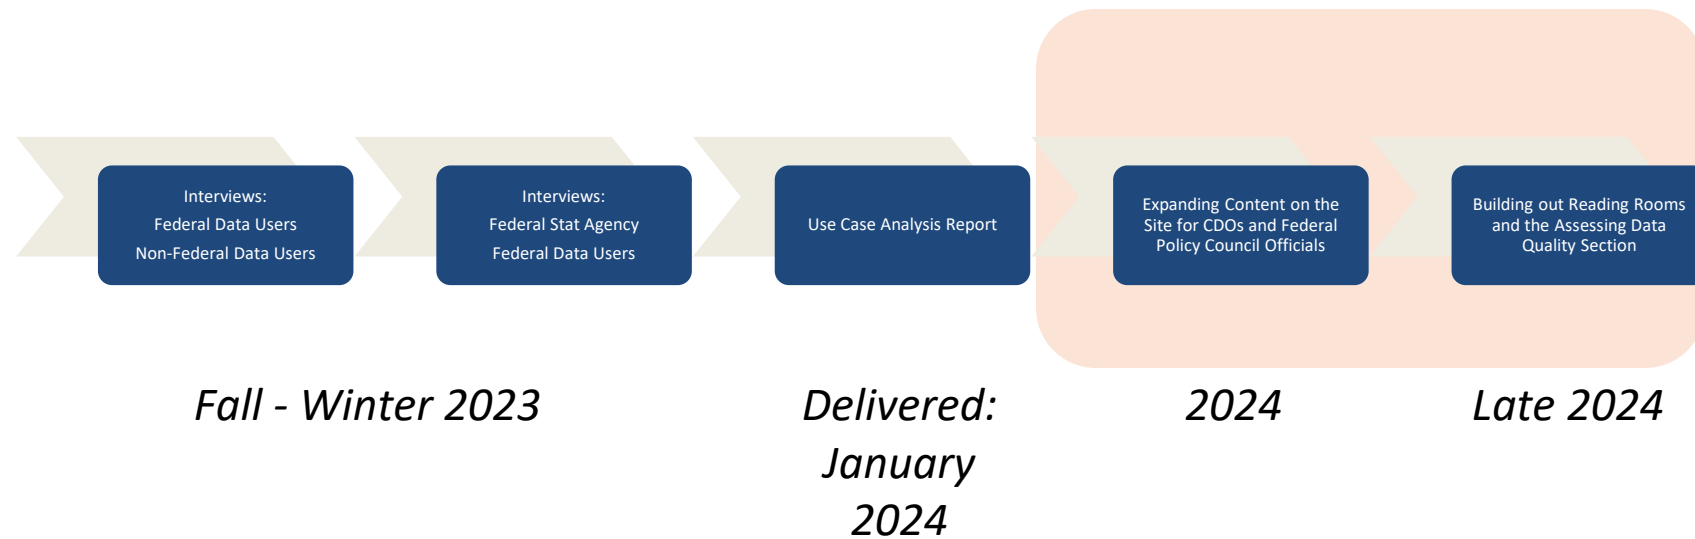 Interviews:
Federal Data Users
Non-Federal Data Users
Interviews:
Federal Stat Agency
Federal Data Users
Use Case Analysis Report
Expanding Content on the
Site for CDOs and Federal
Policy Council Officials
Building out Reading Rooms
and the Assessing Data
Quality Section
Fall - Winter 2023
Delivered:
January
2024
2024
Late 2024